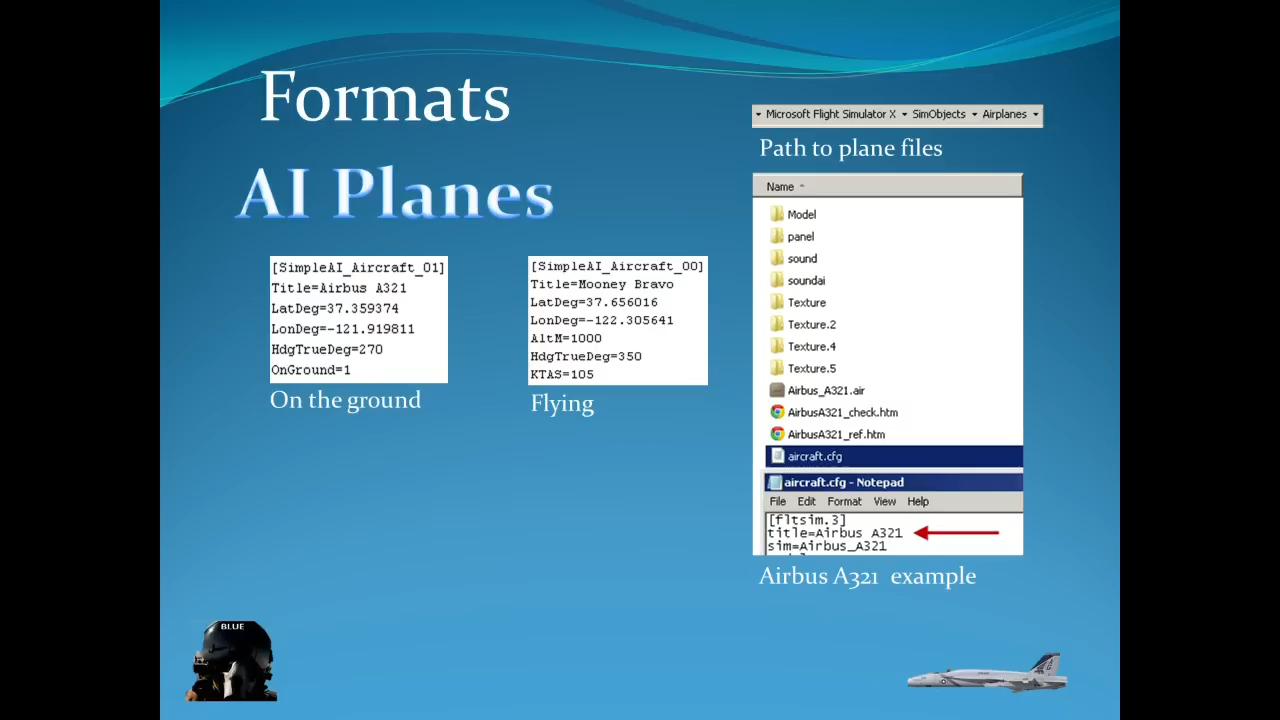 Formats
AI Planes
[SimpleAI_Aircraft_01]
Title=Airbus A321
LatDeg=37.359374
LonDeg=-121.919811
HdgTrueDeg=270
OnGround=1
On the ground
[SimpleAI_Aircraft_00]
Title=Mooney Bravo
LatDeg=37.656016
LonDeg=-122.305641
AltM=1000
HdgTrueDeg=350
KTAS=105
Flying
Microsoft Flight Simulator X SimObjects Airplanes
Path to plane files
Name
Model
panel
sound
soundai
Texture
Texture.2
Texture.4
Texture.5
Airbus_A321.air
AirbusA321_check.htm
AirbusA321_ref.htm
aircraft.cfg
aircraft.cfg - Notepad
File Edit Format View Help
[fltsim.3]
title=Airbus A321
sim=Airbus_A321
Airbus A321 example
BLUE